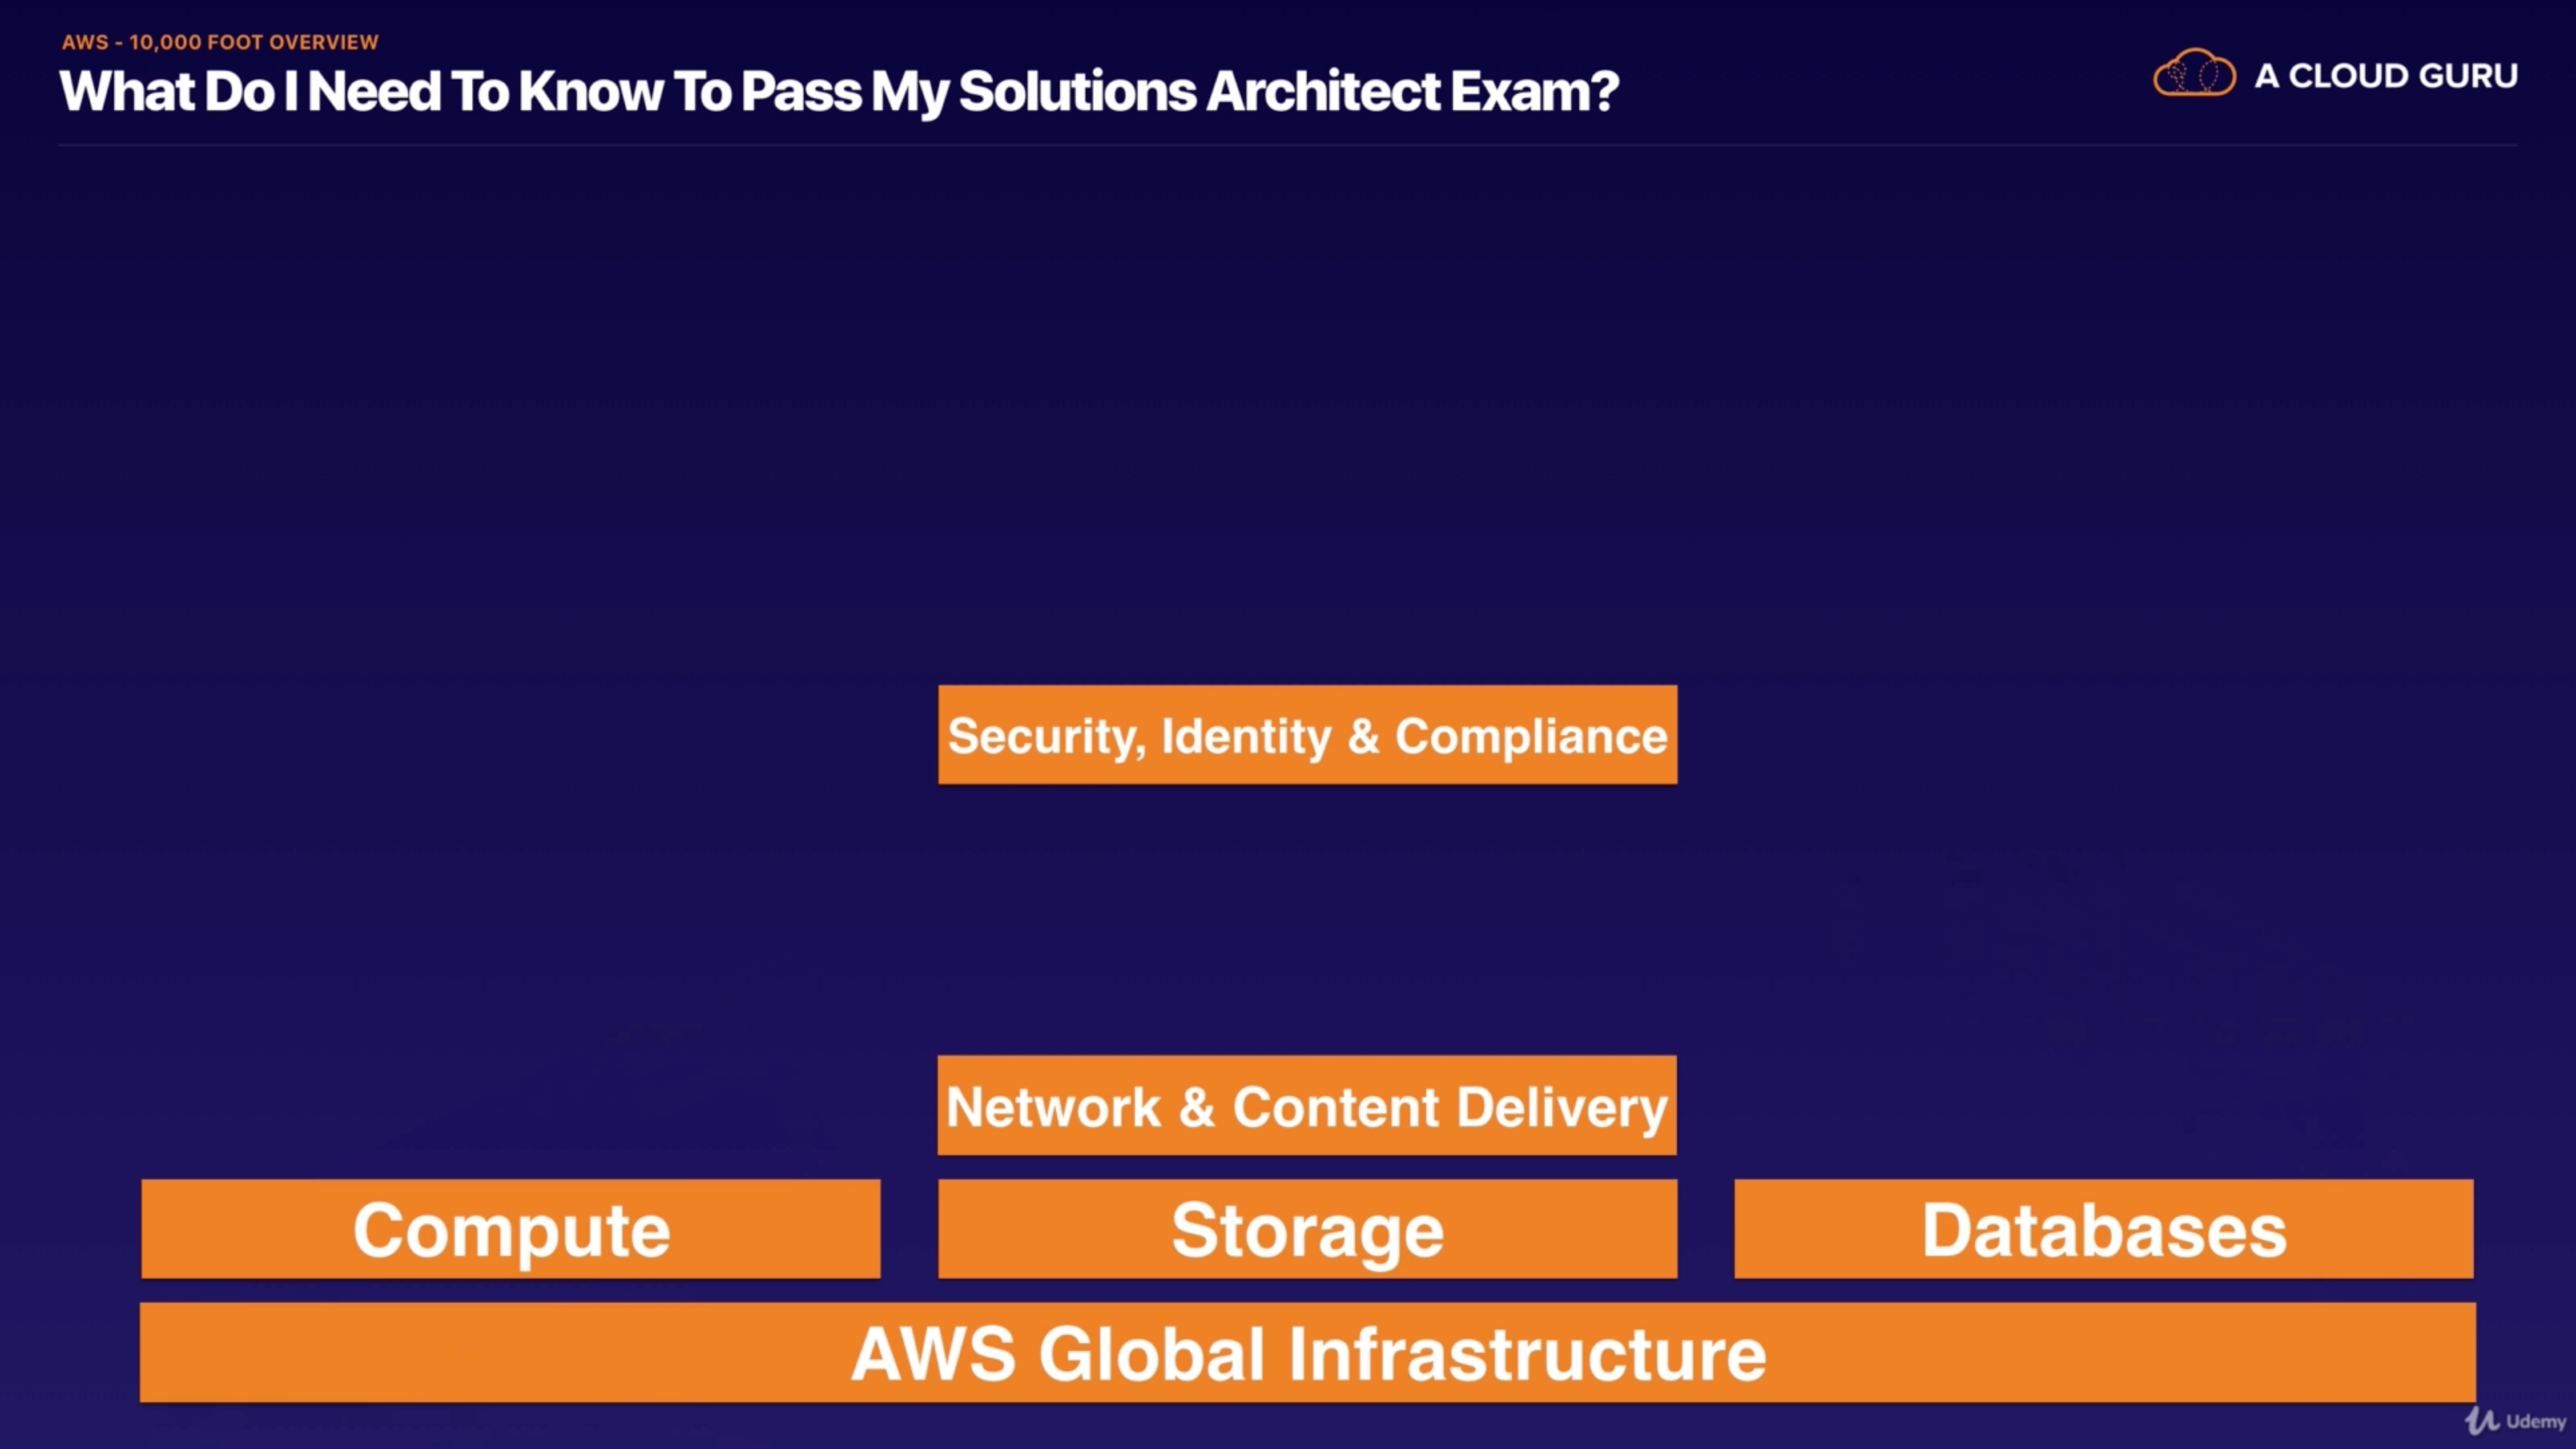 AWS - 10,000 FOOT OVERVIEW
What Do I Need To Know To Pass My Solutions Architect Exam?
A CLOUD GURU
Security, Identity & Compliance
Network & Content Delivery
Compute
Storage
Databases
AWS Global Infrastructure
Udemy